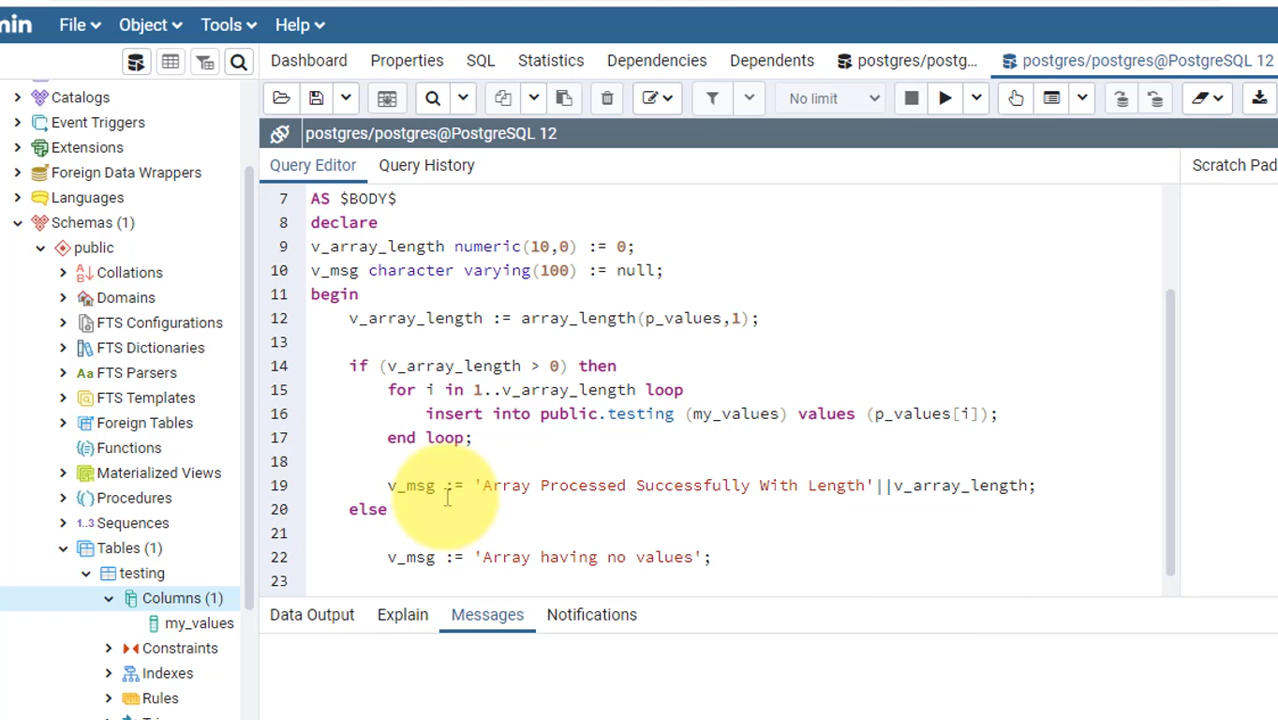 min File Object Tools Help
Dashboard Properties SQL Statistics Dependencies Dependents postgres/postg... postgres/postgres@PostgreSQL 12
No limit
postgres/postgres@PostgreSQL 12
Query Editor Query History Scratch Pad
Catalogs
Event Triggers
Extensions
Foreign Data Wrappers
Languages
Schemas (1)
public
Collations
Domains
FTS Configurations
FTS Dictionaries
Aa FTS Parsers
FTS Templates
Foreign Tables
Functions
Materialized Views
Procedures
1..3 Sequences
Tables (1)
testing
Columns (1)
my_values
Constraints
Indexes
Rules
7 AS $BODY$
8 declare
9 v_array_length numeric(10,0) := 0;
10 v_msg character varying(100) := null;
11 begin
12 v_array_length := array_length(p_values,1);
13
14 if (v_array_length > 0) then
15 for i in 1..v_array_length loop
16 insert into public.testing (my_values) values (p_values[i]);
17 end loop;
18
19 v_msg := 'Array Processed Successfully With Length'||v_array_length;
20 else
21
22 v_msg := 'Array having no values';
23
Data Output Explain Messages Notifications